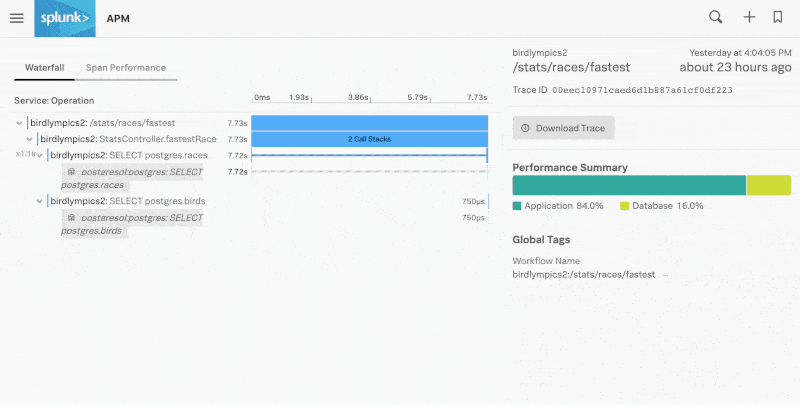 splunk> APM
Waterfall Span Performance
Service: Operation 0ms 1.93s 3.86s 5.79s 7.73s
birdlympics2: /stats/races/fastest 7.73s
birdlympics2: StatsController.fastestRace 7.73s 2 Call Stacks
x1.1k birdlympics2: SELECT postgres.races 7.72s
postgresql:postgres: SELECT 7.72s
postgres.races
birdlympics2: SELECT postgres.birds 750µs
postgresql:postgres: SELECT 750µs
postgres.birds
birdlympics2 Yesterday at 4:04:05 PM
/stats/races/fastest about 23 hours ago
Trace ID 00eec10971caed6d1b887a61cf0df223
Download Trace
Performance Summary
Application 84.0% Database 16.0%
Global Tags
Workflow Name
birdlympics2:/stats/races/fastest ...